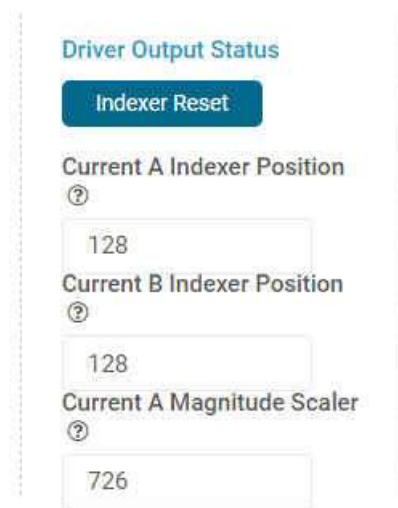 Driver Output Status
Indexer Reset
Current A Indexer Position
?
128
Current B Indexer Position
?
128
Current A Magnitude Scaler
?
726